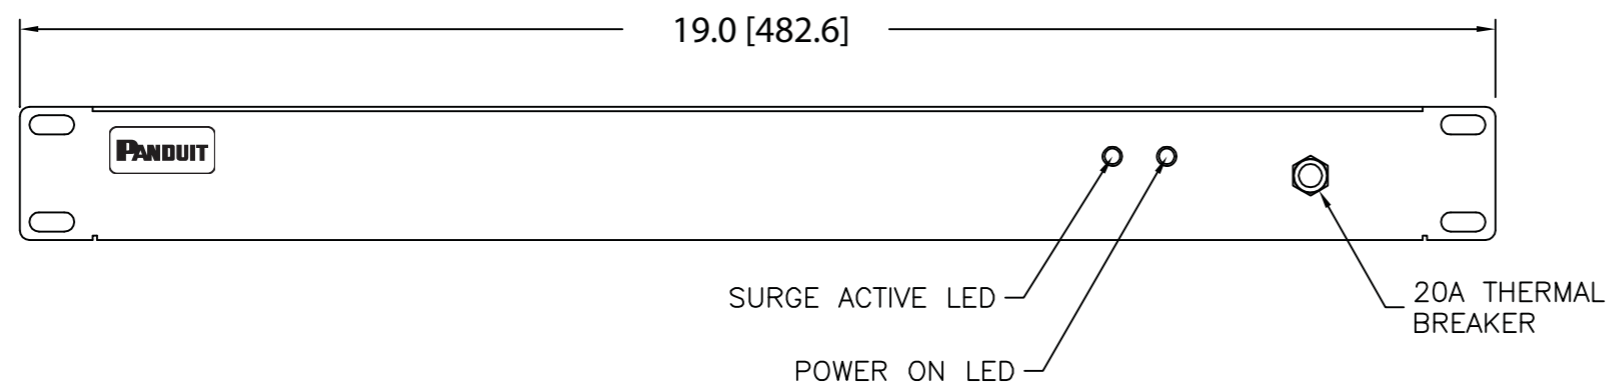 19.0 [482.6]
PANDUIT
SURGE ACTIVE LED
20A THERMAL
BREAKER
POWER ON LED